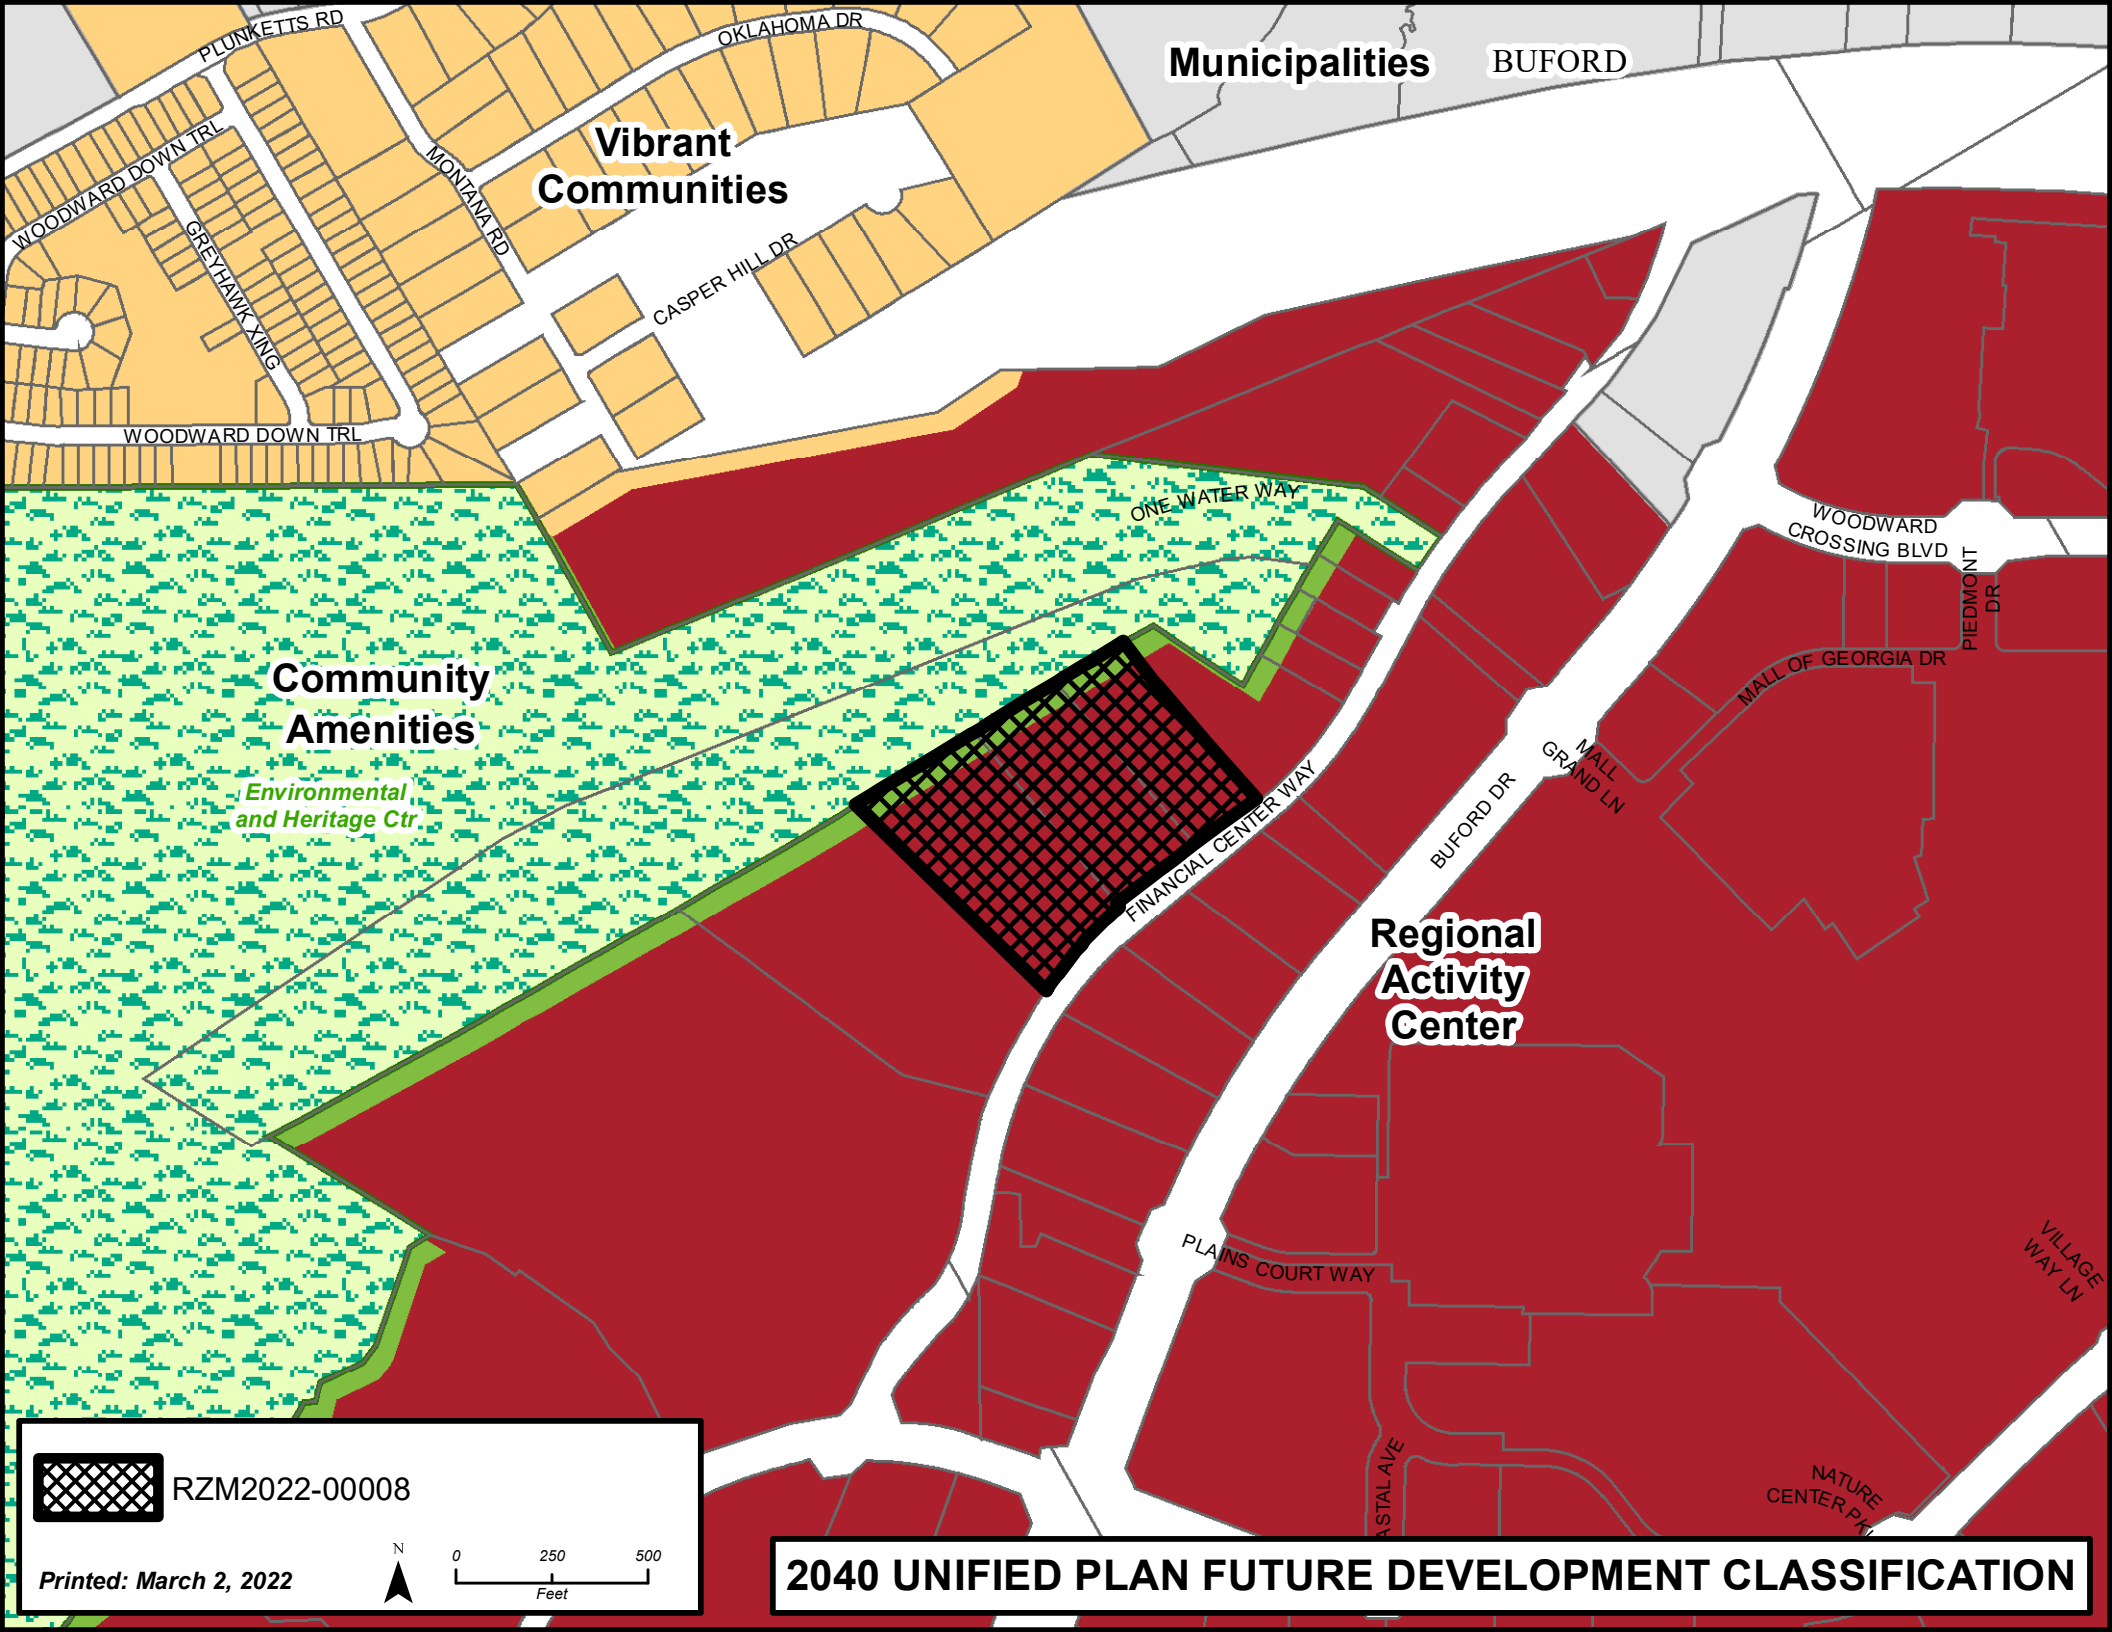 PLUNKETTS RD
OKLAHOMA DR
Municipalities
BUFORD
Vibrant
Communities
WOODWARD DOWN TRL
MONTANA RD
GREYHAWK XING
CASPER HILL DR
WOODWARD DOWN TRL
ONE WATER WAY
WOODWARD
CROSSING BLVD
PIEDMONT
DR
MALL OF GEORGIA DR
Community
Amenities
Environmental
and Heritage Ctr
MALL
GRAND LN
BUFORD DR
FINANCIAL CENTER WAY
Regional
Activity
Center
PLAINS COURT WAY
VILLAGE
WAY LN
ASTAL AVE
NATURE
CENTER PK
RZM2022-00008
N
0 250 500
Feet
Printed: March 2, 2022
2040 UNIFIED PLAN FUTURE DEVELOPMENT CLASSIFICATION